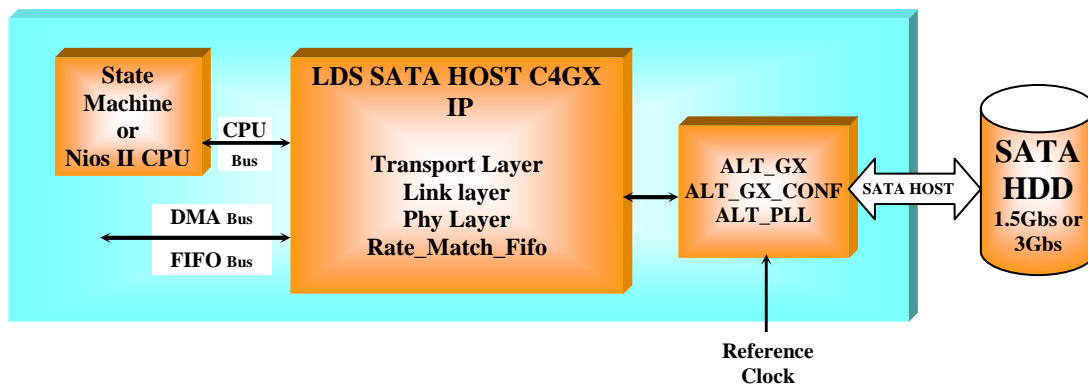 State
Machine
or
Nios II CPU
CPU
Bus
DMA Bus
FIFO Bus
LDS SATA HOST C4GX
IP
Transport Layer
Link layer
Phy Layer
Rate_Match_Fifo
ALT_GX
ALT_GX_CONF
ALT_PLL
SATA HOST
SATA
HDD
1.5Gbs or
3Gbs
Reference
Clock